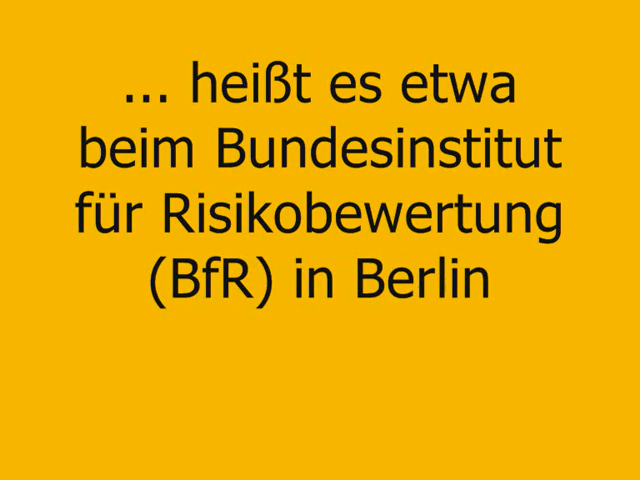 ... heißt es etwa
beim Bundesinstitut
für Risikobewertung
(BfR) in Berlin